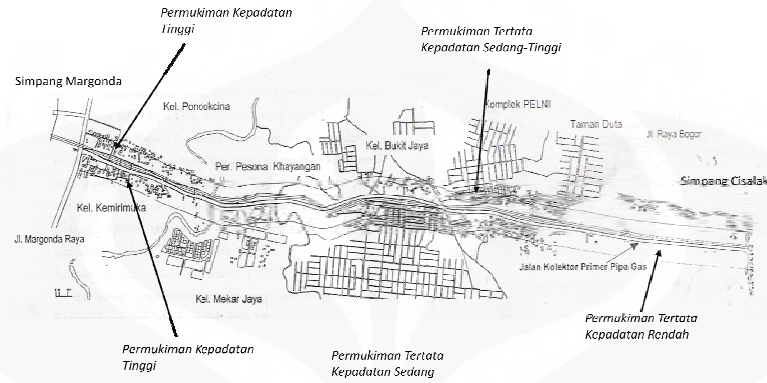 Permukiman Kepadatan
Tinggi
Permukiman Tertata
Kepadatan Sedang-Tinggi
Simpang Margonda
Kel. Pondokcina
Komplek PELNII
Taman Duta
Jl. Raya Bogor
Kel. Bukit Jaya
Per. Pesona Khayangan
Simpang Cisalak
Kel. Kemirimuka
Jl. Margonda Raya
Jalan Kolektor Primer Pipa Gas
Kel. Mekar Jaya
Permukiman Tertata
Kepadatan Rendah
Permukiman Kepadatan
Tinggi
Permukiman Tertata
Kepadatan Sedang